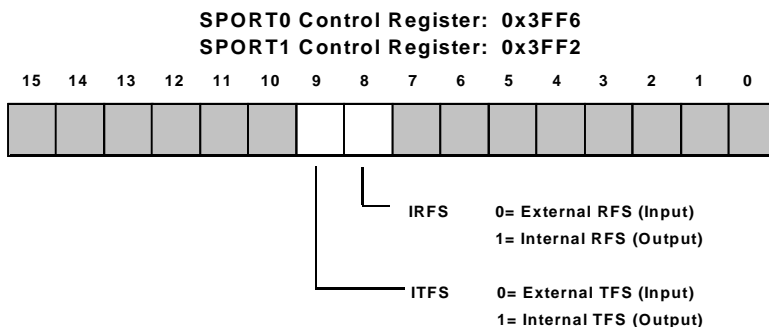 SPORT0 Control Register: 0x3FF6
SPORT1 Control Register: 0x3FF2
15 14 13 12 11 10 9 8 7 6 5 4 3 2 1 0
IRFS 0= External RFS (Input)
1= Internal RFS (Output)
ITFS 0= External TFS (Input)
1= Internal TFS (Output)